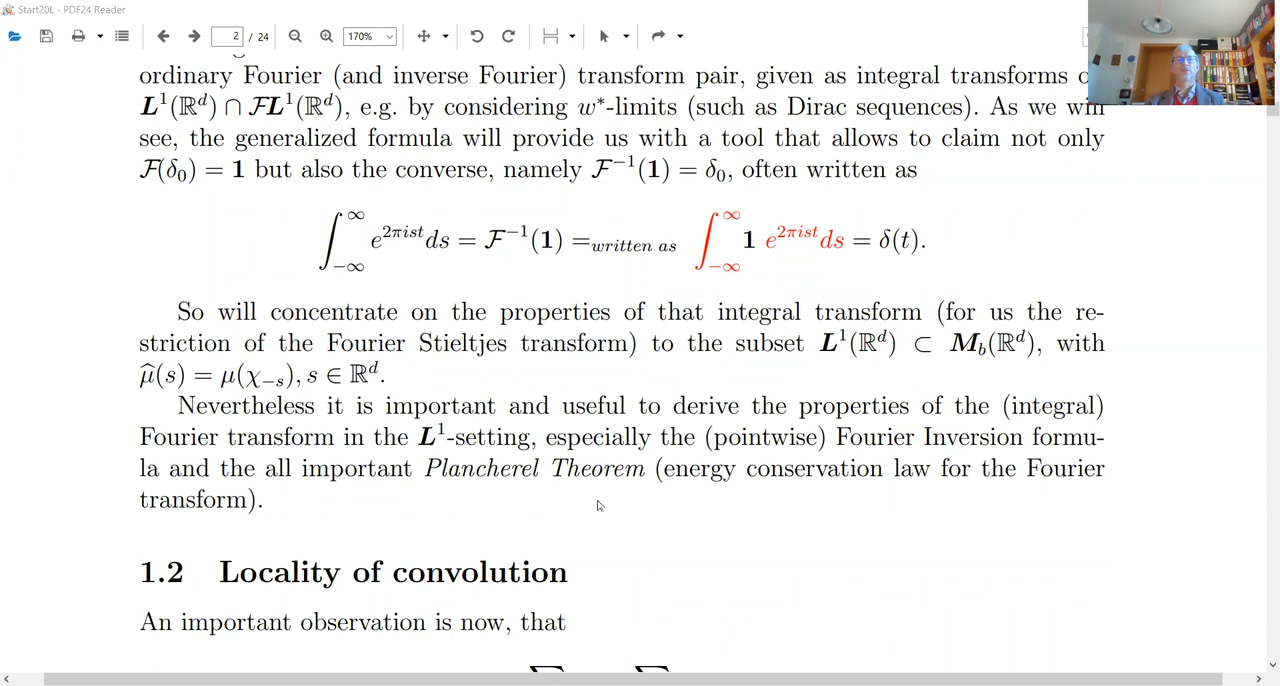 Start20L - PDF24 Reader
2 / 24
170%
ordinary Fourier (and inverse Fourier) transform pair, given as integral transforms o
L¹(ℝᵈ) ∩ ℱL¹(ℝᵈ), e.g. by considering w*-limits (such as Dirac sequences). As we will
see, the generalized formula will provide us with a tool that allows to claim not only
ℱ(δ₀) = 1 but also the converse, namely ℱ⁻¹(1) = δ₀, often written as
∫_{-∞}^{∞} e^{2πist} ds = ℱ⁻¹(1) =_{written as} ∫_{-∞}^{∞} 1 e^{2πist} ds = δ(t).
So will concentrate on the properties of that integral transform (for us the re-
striction of the Fourier Stieltjes transform) to the subset L¹(ℝᵈ) ⊂ M_b(ℝᵈ), with
μ̂(s) = μ(χ₋ₛ), s ∈ ℝᵈ.
Nevertheless it is important and useful to derive the properties of the (integral)
Fourier transform in the L¹-setting, especially the (pointwise) Fourier Inversion formu-
la and the all important Plancherel Theorem (energy conservation law for the Fourier
transform).
1.2 Locality of convolution
An important observation is now, that